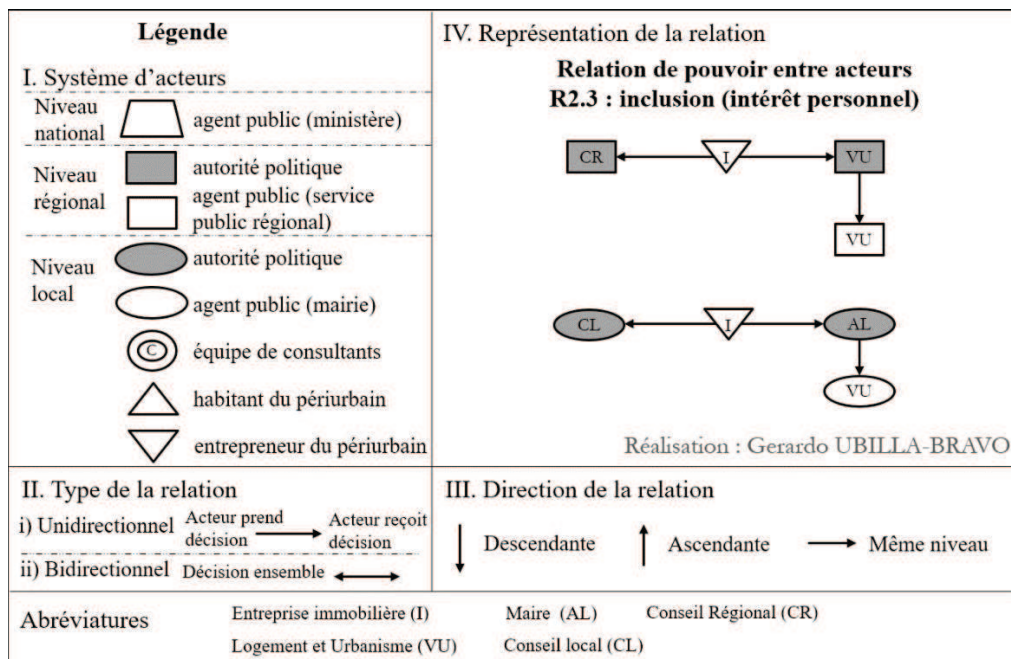 Légende
I. Système d'acteurs
Niveau
national
agent public (ministère)
Niveau
régional
autorité politique
agent public (service
public régional)
Niveau
local
autorité politique
agent public (mairie)
C
équipe de consultants
habitant du périurbain
entrepreneur du périurbain
IV. Représentation de la relation
Relation de pouvoir entre acteurs
R2.3 : inclusion (intérêt personnel)
CR
I
VU
VU
CL
I
AL
VU
Réalisation : Gerardo UBILLA-BRAVO
II. Type de la relation
i) Unidirectionnel
Acteur prend
décision
Acteur reçoit
décision
ii) Bidirectionnel
Décision ensemble
III. Direction de la relation
Descendante
Ascendante
Même niveau
Abréviatures
Entreprise immobilière (I)
Maire (AL)
Conseil Régional (CR)
Logement et Urbanisme (VU)
Conseil local (CL)